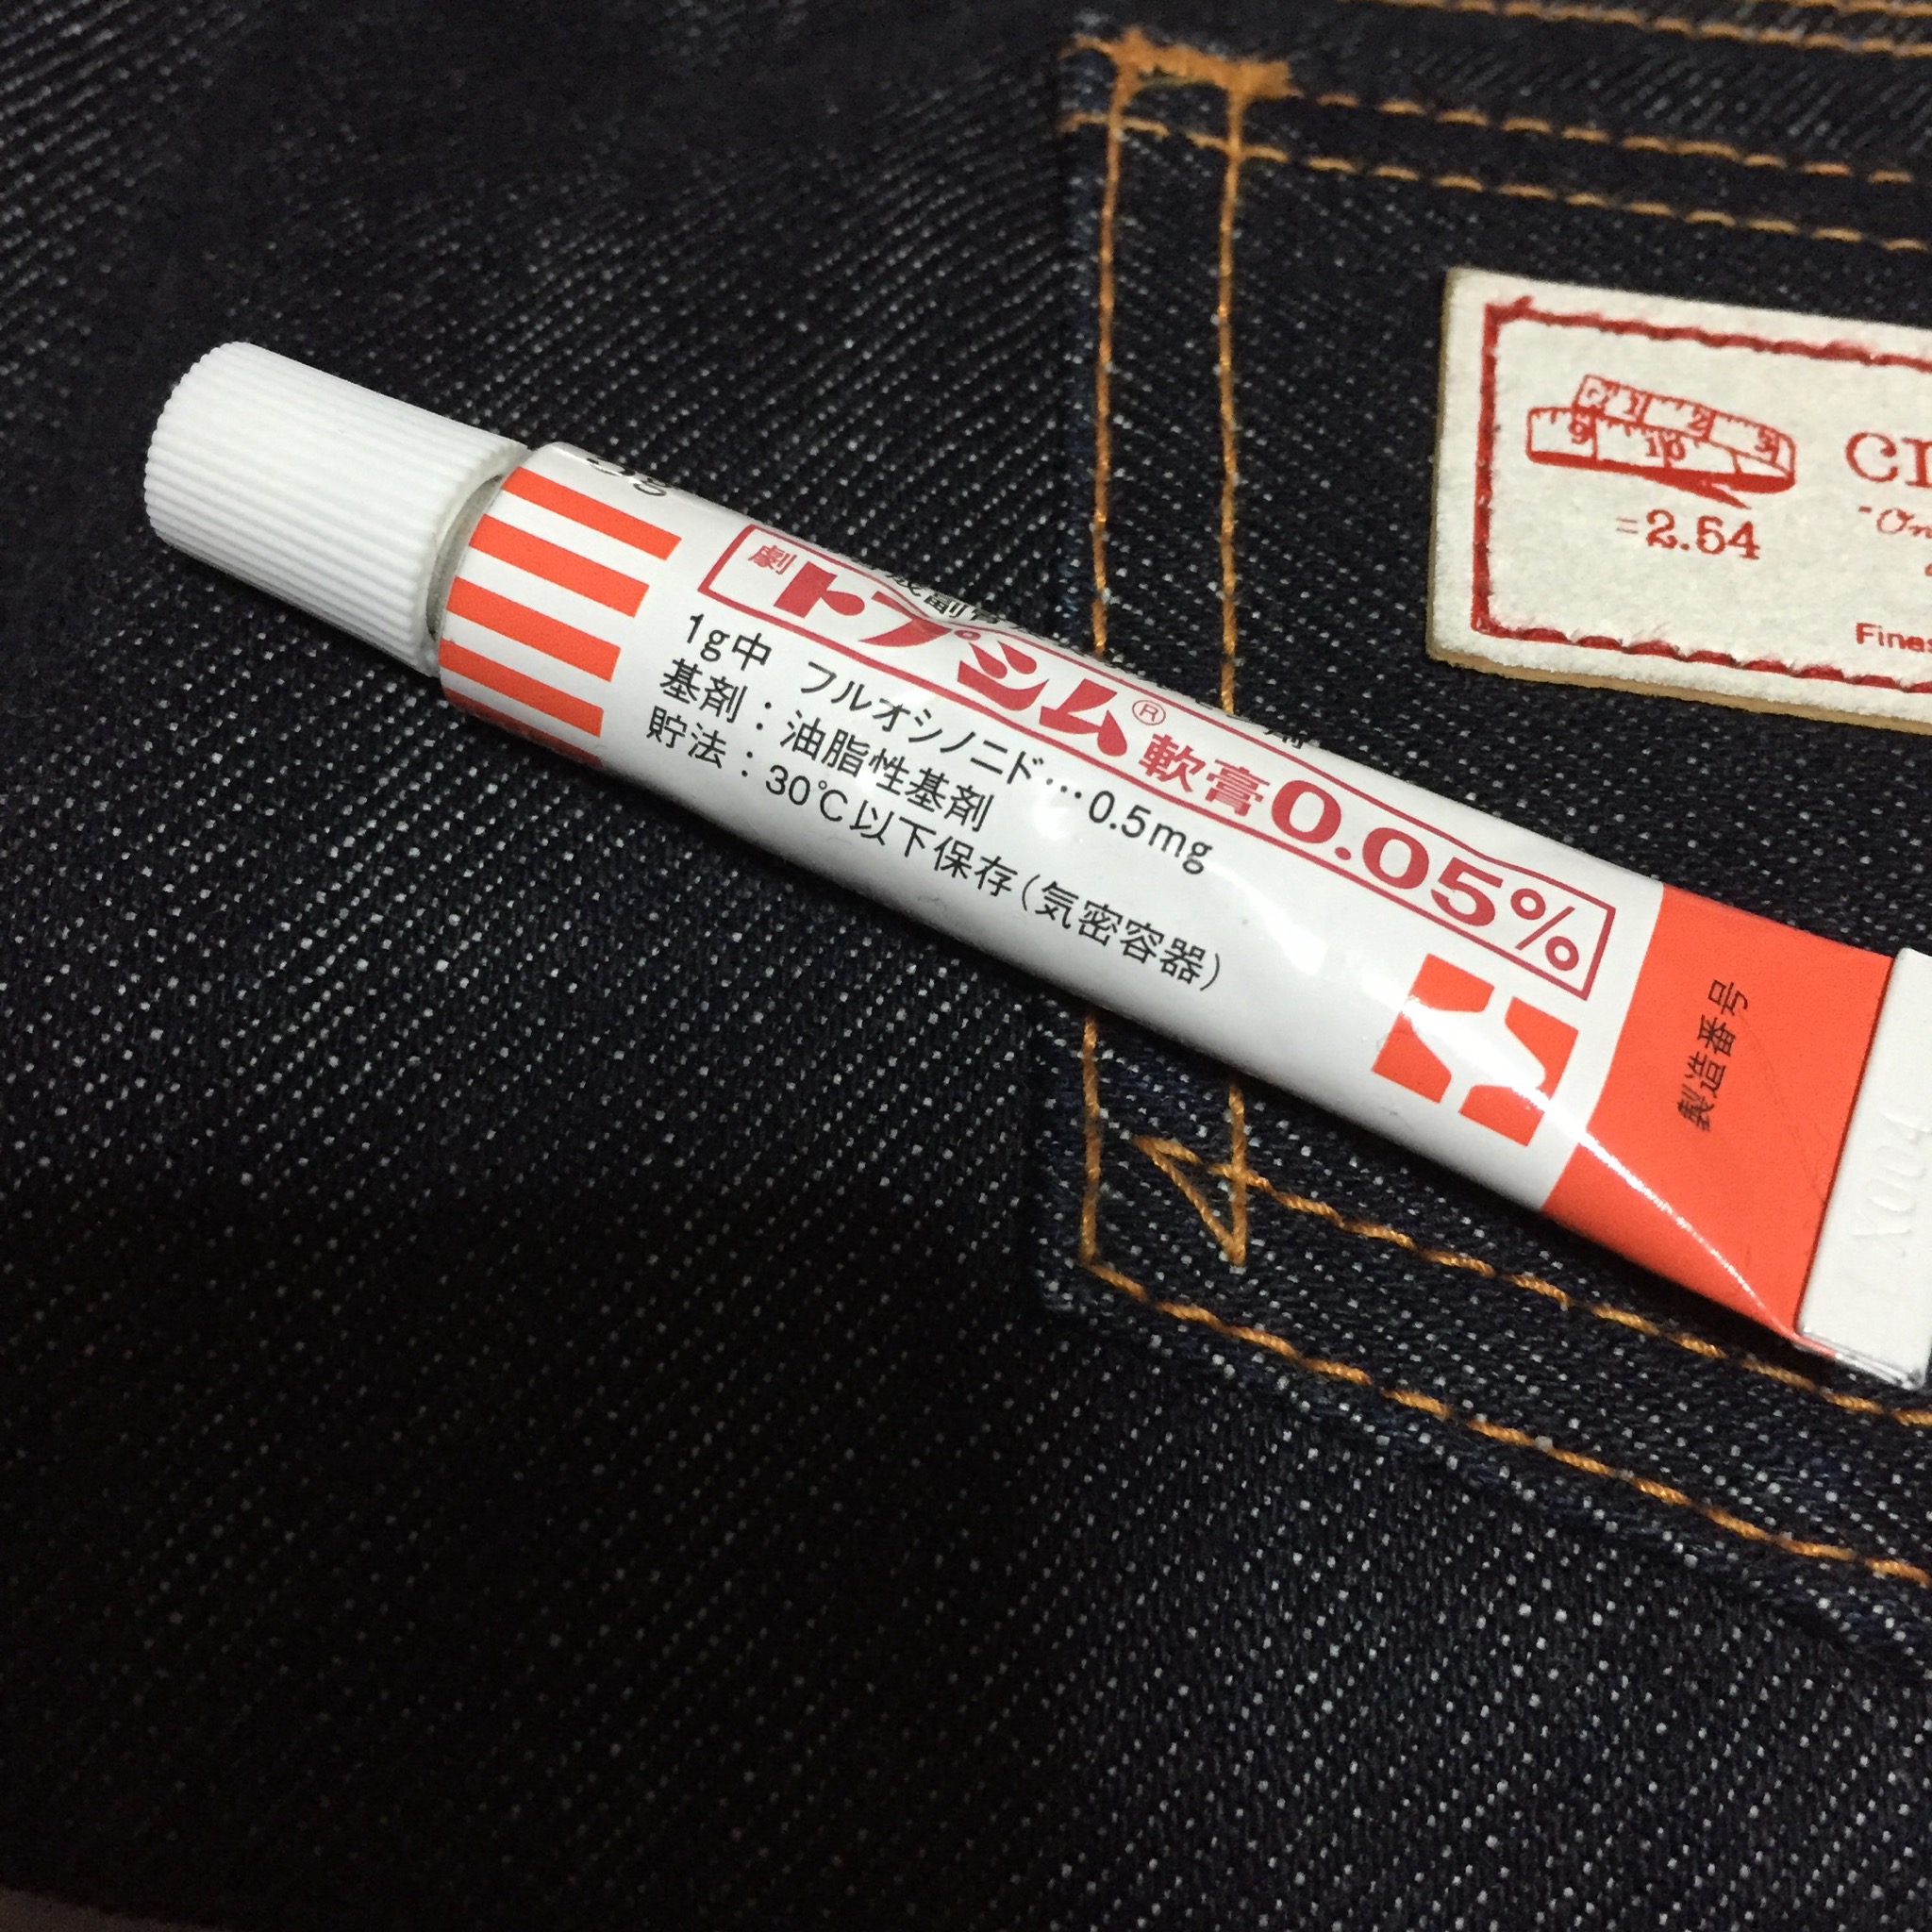 劇 トプシム® 軟膏0.05%
1g中 フルオシノニド…0.5mg
基剤：油脂性基剤
貯法：30℃以下保存(気密容器)
製造番号
9 10
=2.54